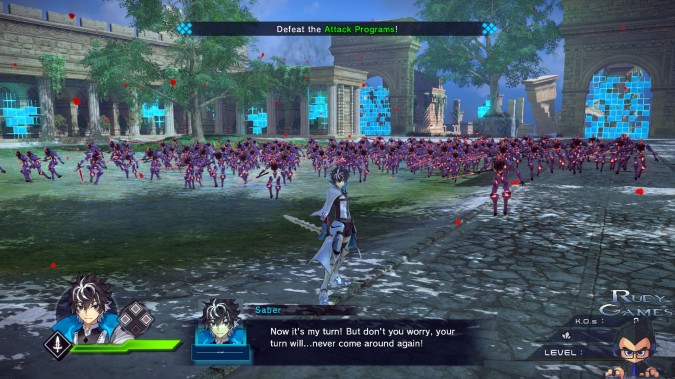 Defeat the Attack Programs!
Saber
Now it's my turn! But don't you worry, your
turn will...never come around again!
RUEY
GAMES
K.O.s :
LEVEL :